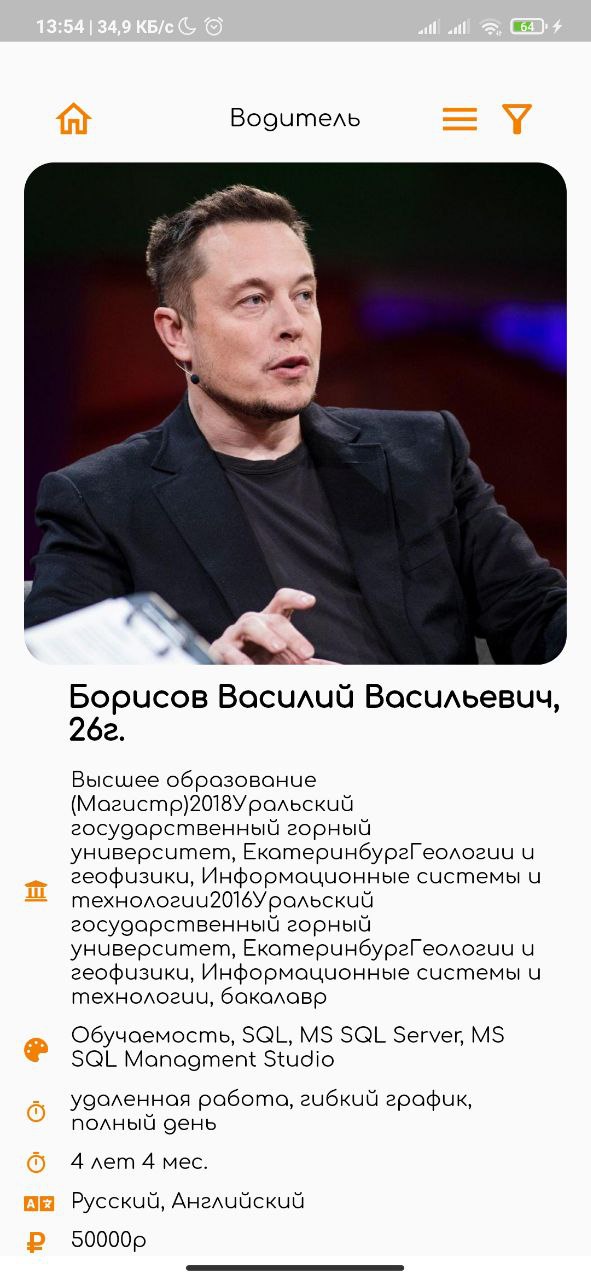 13:54 | 34,9 КБ/с
64
Водитель
Борисов Василий Васильевич,
26г.
Высшее образование
(Магистр)2018Уральский
государственный горный
университет, ЕкатеринбургГеологии и
геофизики, Информационные системы и
технологии2016Уральский
государственный горный
университет, ЕкатеринбургГеологии и
геофизики, Информационные системы и
технологии, бакалавр
Обучаемость, SQL, MS SQL Server, MS
SQL Managment Studio
удаленная работа, гибкий график,
полный день
4 лет 4 мес.
Русский, Английский
50000р